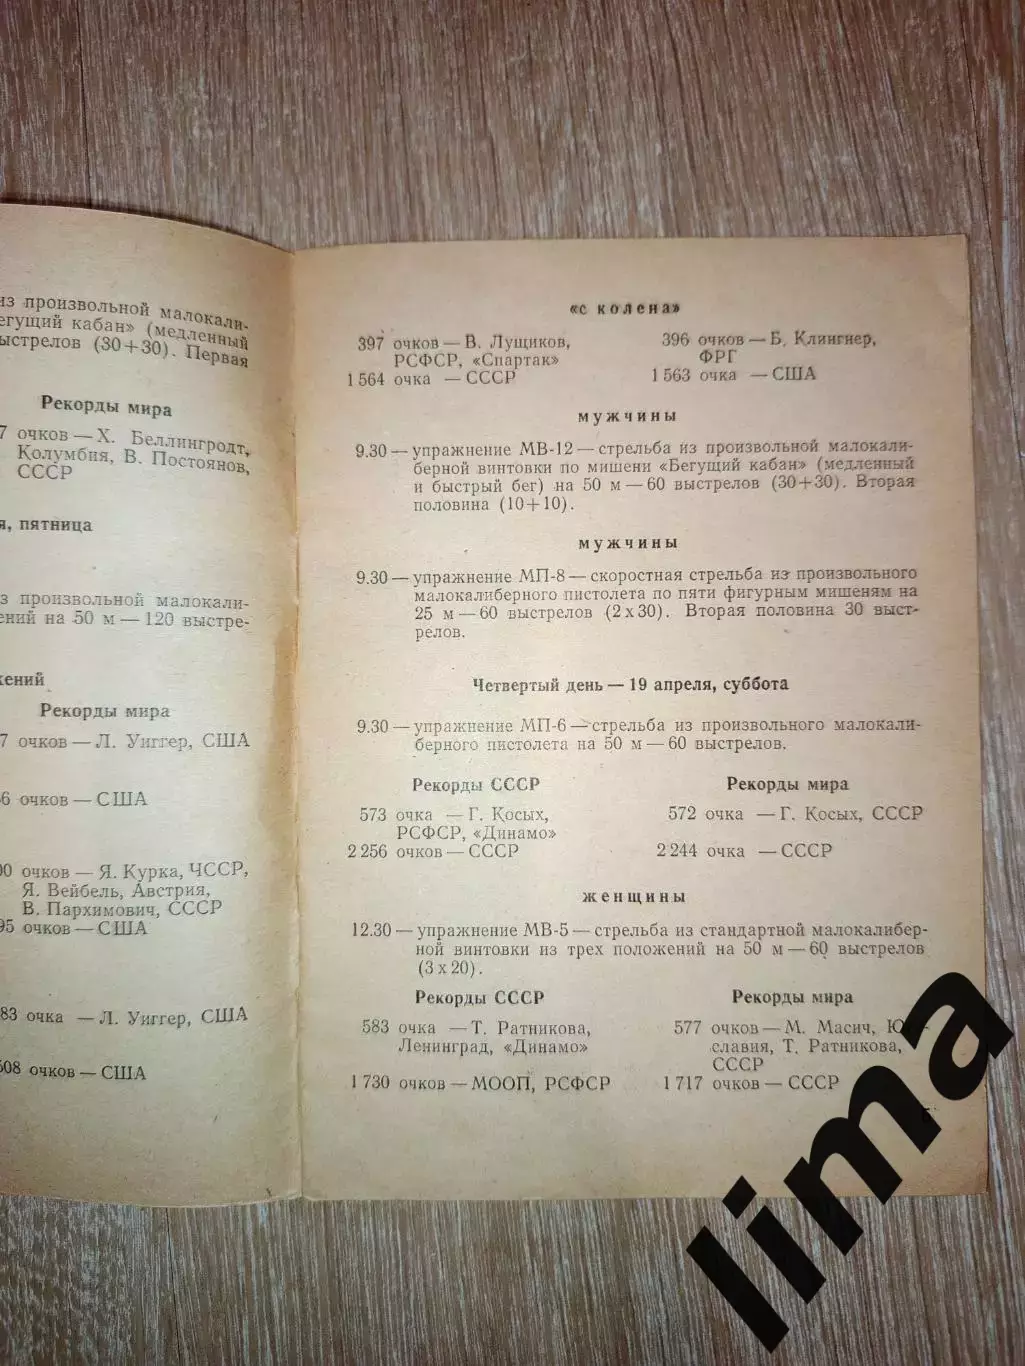 из произвольной малокали-
егущий кабан» (медленный
ыстрелов (30+30). Первая
Рекорды мира
7 очков — Х. Беллингродт,
Колумбия, В. Постоянов,
СССР
я, пятница
з произвольной малокали-
ений на 50 м — 120 выстре-
жений
Рекорды мира
7 очков — Л. Уиггер, США
6 очков — США
00 очков — Я. Курка, ЧССР,
Я. Вейбель, Австрия,
В. Пархимович, СССР
95 очков — США
83 очка — Л. Уиггер, США
608 очков — США
«с колена»
397 очков — В. Лущиков,
РСФСР, «Спартак»
1 564 очка — СССР
396 очков — Б. Клингнер,
ФРГ
1 563 очка — США
мужчины
9.30 — упражнение МВ-12 — стрельба из произвольной малокали-
берной винтовки по мишени «Бегущий кабан» (медленный
и быстрый бег) на 50 м — 60 выстрелов (30+30). Вторая
половина (10+10).
мужчины
9.30 — упражнение МП-8 — скоростная стрельба из произвольного
малокалиберного пистолета по пяти фигурным мишеням на
25 м — 60 выстрелов (2x30). Вторая половина 30 выст-
релов.
Четвертый день — 19 апреля, суббота
9.30 — упражнение МП-6 — стрельба из произвольного малокали-
берного пистолета на 50 м — 60 выстрелов.
Рекорды СССР
573 очка — Г. Косых,
РСФСР, «Динамо»
2 256 очков — СССР
Рекорды мира
572 очка — Г. Косых, СССР
2 244 очка — СССР
женщины
12.30 — упражнение МВ-5 — стрельба из стандартной малокалибер-
ной винтовки из трех положений на 50 м — 60 выстрелов
(3x20).
Рекорды СССР
583 очка — Т. Ратникова,
Ленинград, «Динамо»
1 730 очков — МООП, РСФСР
Рекорды мира
577 очков — М. Масич, Юго-
славия, Т. Ратникова,
СССР
1 717 очков — СССР
lima